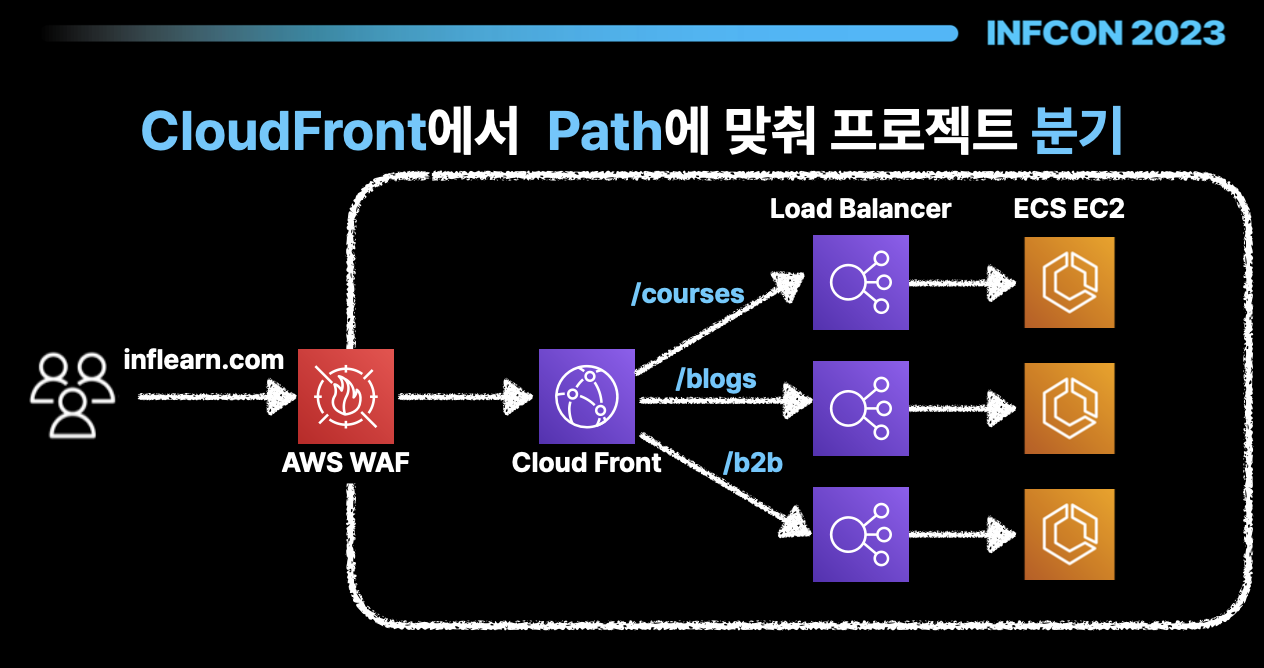 INFCON 2023
CloudFront에서 Path에 맞춰 프로젝트 분기
Load Balancer
ECS EC2
/courses
inflearn.com
/blogs
AWS WAF
Cloud Front
/b2b